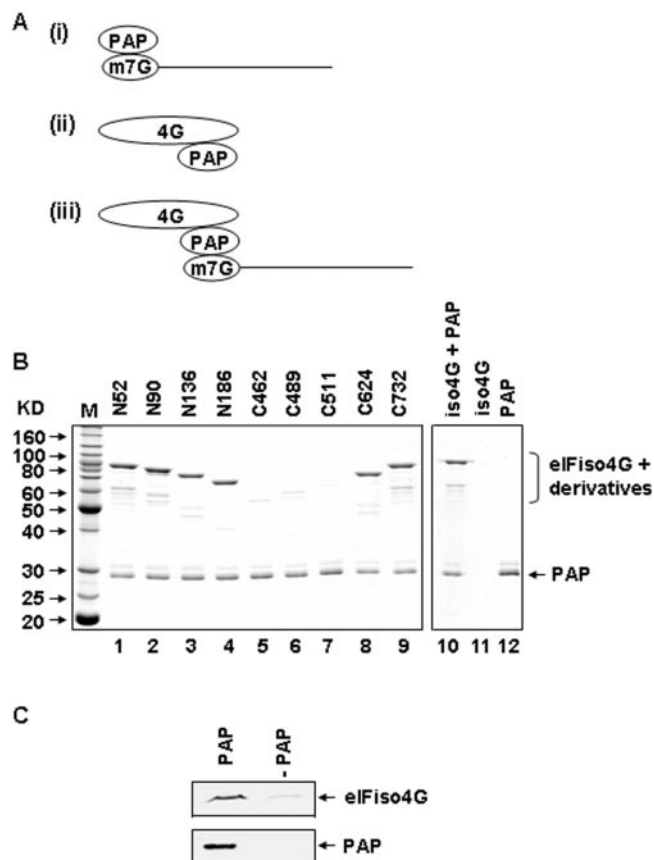 A
(i)
PAP
m7G
(ii)
4G
PAP
(iii)
4G
PAP
m7G
B
KD
M
N52
N90
N136
N186
C462
C489
C511
C624
C732
iso4G + PAP
iso4G
PAP
160
100
80
60
50
40
30
25
20
eIFiso4G +
derivatives
PAP
1 2 3 4 5 6 7 8 9 10 11 12
C
PAP
- PAP
eIFiso4G
PAP